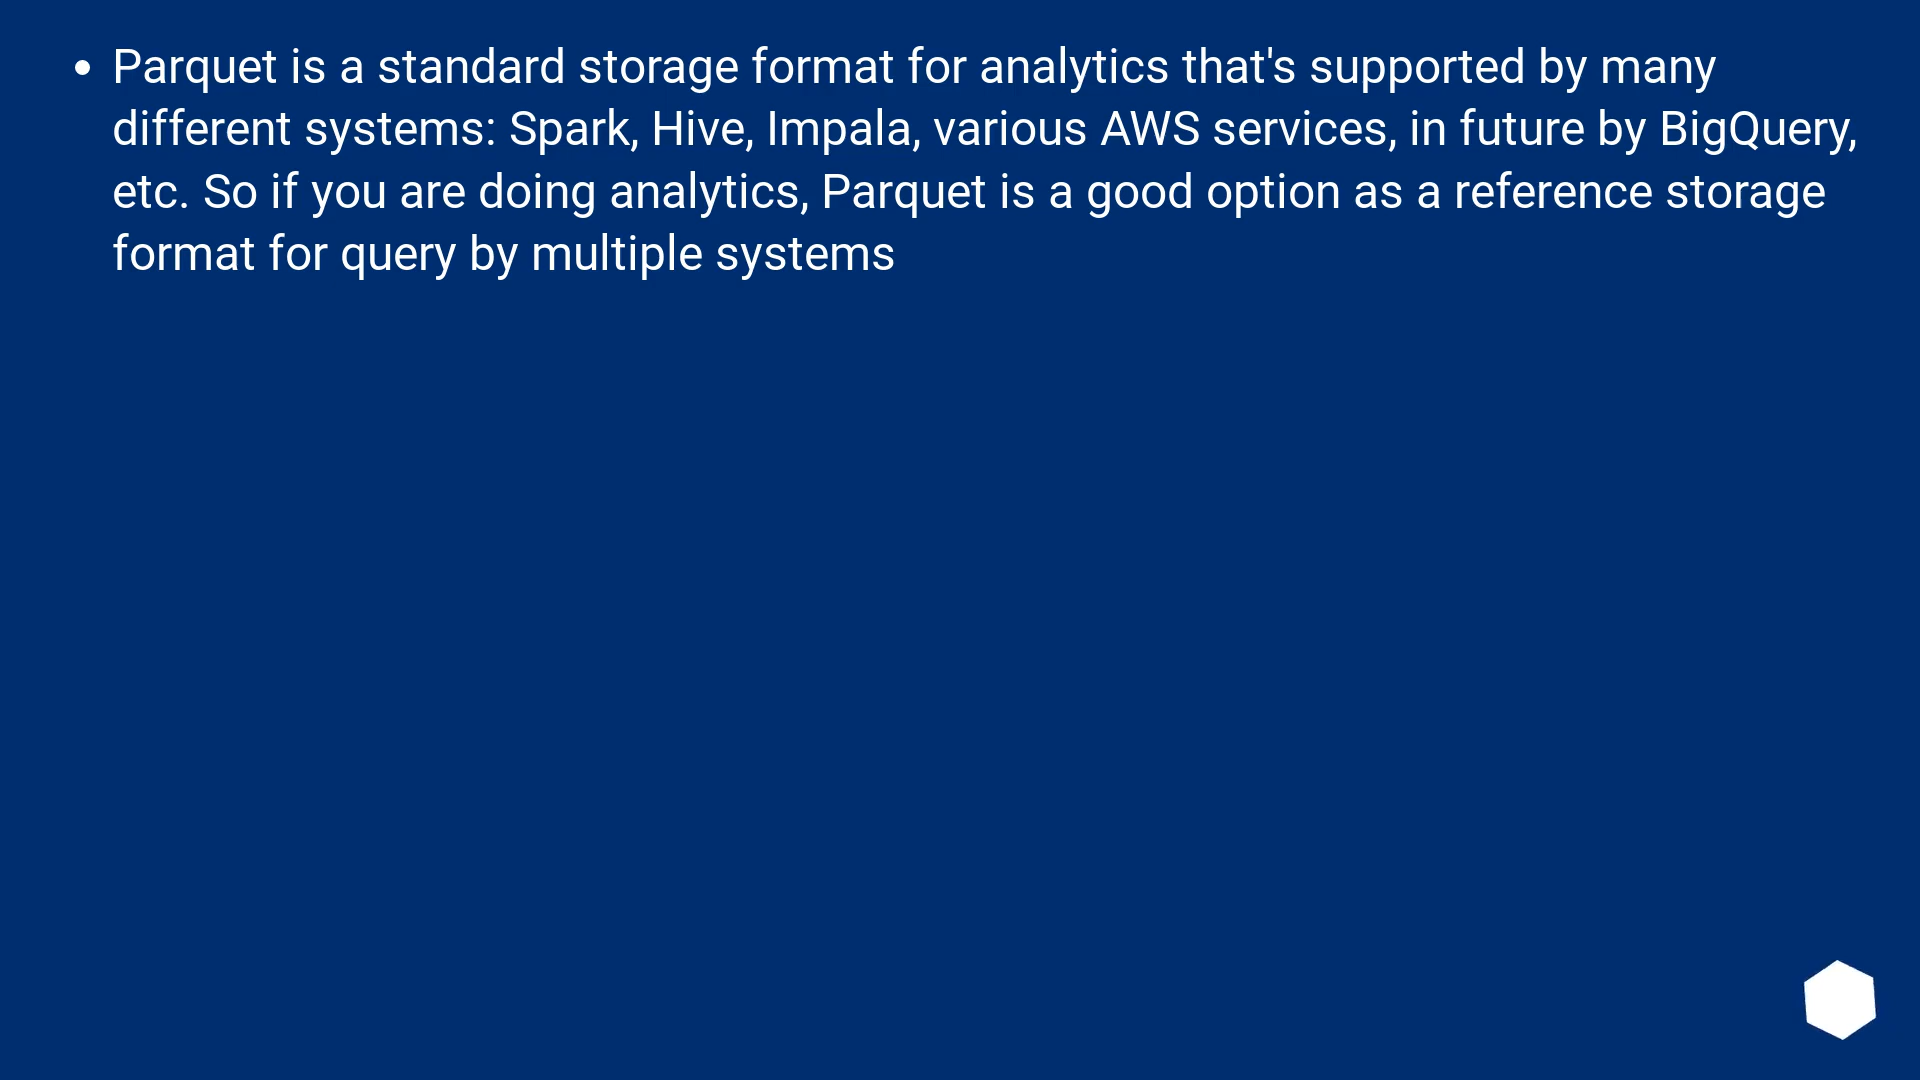 • Parquet is a standard storage format for analytics that's supported by many
different systems: Spark, Hive, Impala, various AWS services, in future by BigQuery,
etc. So if you are doing analytics, Parquet is a good option as a reference storage
format for query by multiple systems